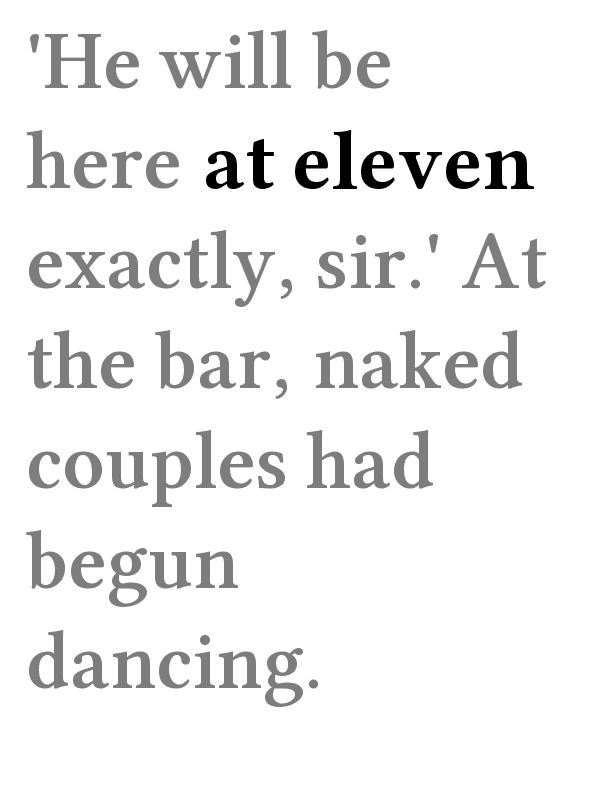 'He will be
here at eleven
exactly, sir.' At
the bar, naked
couples had
begun
dancing.